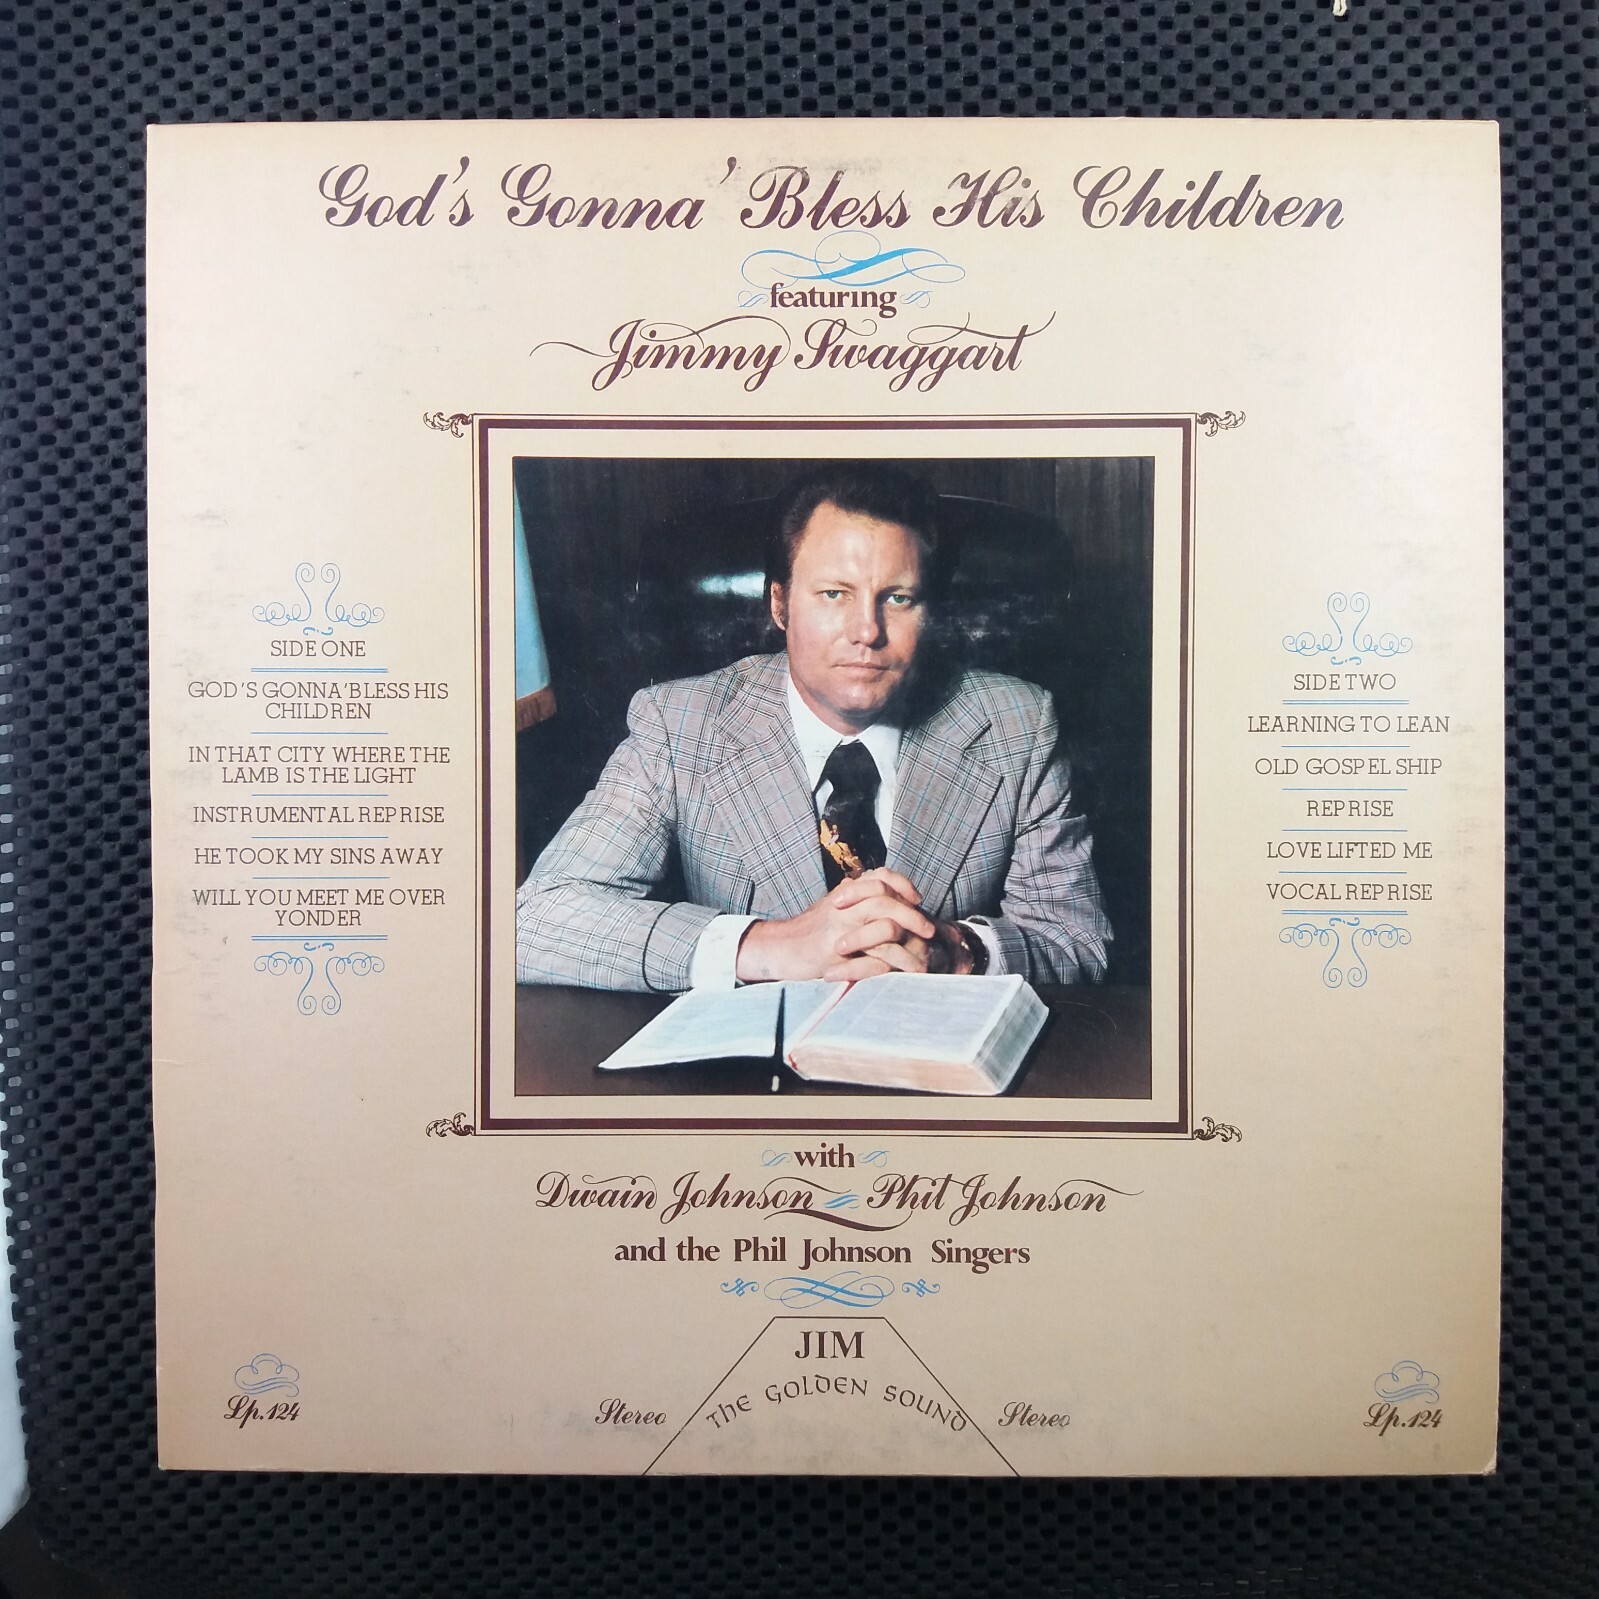 God's Gonna' Bless His Children
featuring
Jimmy Swaggart
SIDE ONE
GOD'S GONNA' BLESS HIS
CHILDREN
IN THAT CITY WHERE THE
LAMB IS THE LIGHT
INSTRUMENTAL REPRISE
HE TOOK MY SINS AWAY
WILL YOU MEET ME OVER
YONDER
SIDE TWO
LEARNING TO LEAN
OLD GOSPEL SHIP
REPRISE
LOVE LIFTED ME
VOCAL REPRISE
with
Dwain Johnson Phil Johnson
and the Phil Johnson Singers
JIM
THE GOLDEN SOUND
Lp.124
Stereo
Stereo
Lp.124